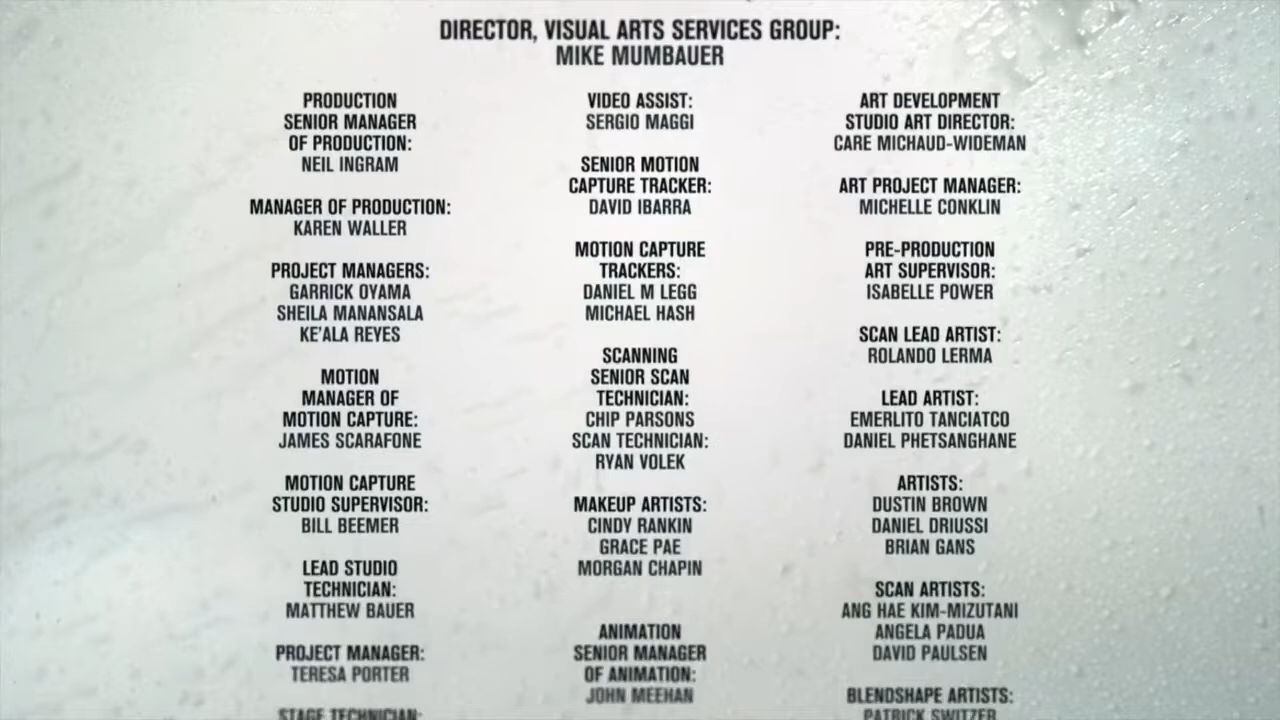 DIRECTOR, VISUAL ARTS SERVICES GROUP:
MIKE MUMBAUER
PRODUCTION
SENIOR MANAGER
OF PRODUCTION:
NEIL INGRAM
MANAGER OF PRODUCTION:
KAREN WALLER
PROJECT MANAGERS:
GARRICK OYAMA
SHEILA MANANSALA
KE'ALA REYES
MOTION
MANAGER OF
MOTION CAPTURE:
JAMES SCARAFONE
MOTION CAPTURE
STUDIO SUPERVISOR:
BILL BEEMER
LEAD STUDIO
TECHNICIAN:
MATTHEW BAUER
PROJECT MANAGER:
TERESA PORTER
STAGE TECHNICIAN:
VIDEO ASSIST:
SERGIO MAGGI
SENIOR MOTION
CAPTURE TRACKER:
DAVID IBARRA
MOTION CAPTURE
TRACKERS:
DANIEL M LEGG
MICHAEL HASH
SCANNING
SENIOR SCAN
TECHNICIAN:
CHIP PARSONS
SCAN TECHNICIAN:
RYAN VOLEK
MAKEUP ARTISTS:
CINDY RANKIN
GRACE PAE
MORGAN CHAPIN
ANIMATION
SENIOR MANAGER
OF ANIMATION:
JOHN MEEHAN
ART DEVELOPMENT
STUDIO ART DIRECTOR:
CARE MICHAUD-WIDEMAN
ART PROJECT MANAGER:
MICHELLE CONKLIN
PRE-PRODUCTION
ART SUPERVISOR:
ISABELLE POWER
SCAN LEAD ARTIST:
ROLANDO LERMA
LEAD ARTIST:
EMERLITO TANCIATCO
DANIEL PHETSANGHANE
ARTISTS:
DUSTIN BROWN
DANIEL DRIUSSI
BRIAN GANS
SCAN ARTISTS:
ANG HAE KIM-MIZUTANI
ANGELA PADUA
DAVID PAULSEN
BLENDSHAPE ARTISTS:
PATRICK SWITZER